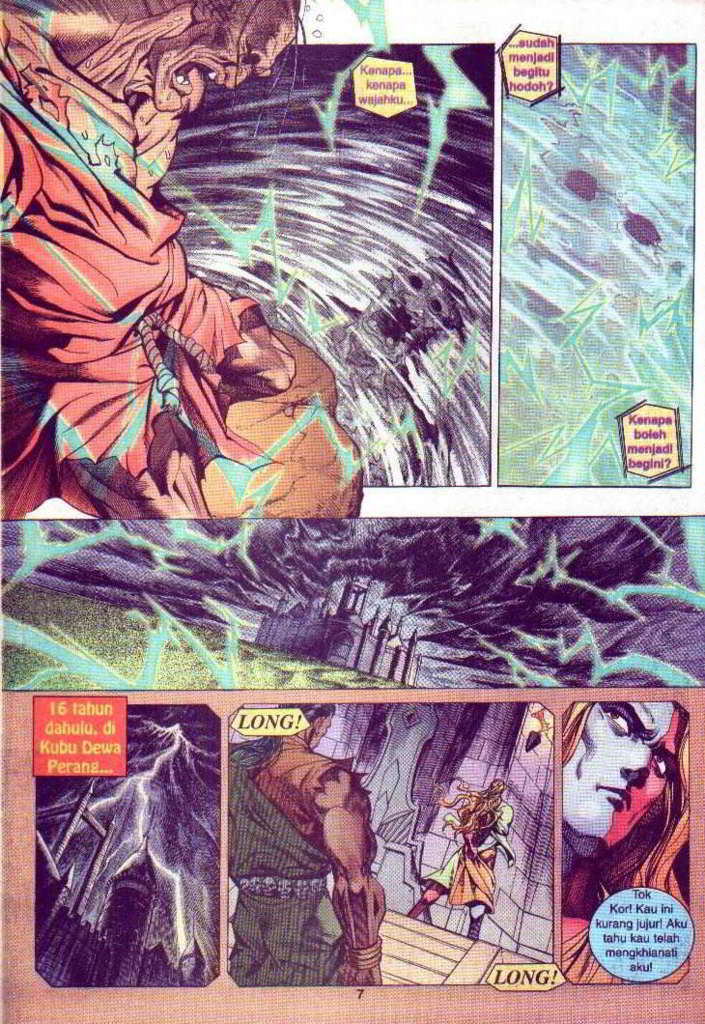 Kenapa...
kenapa
wajahku...
...sudah
menjadi
begitu
hodoh?
Kenapa
boleh
menjadi
begini?
16 tahun
dahulu, di
Kubu Dewa
Perang...
LONG!
LONG!
Tok
Kor! Kau ini
kurang jujur! Aku
tahu kau telah
mengkhianati
aku!
7